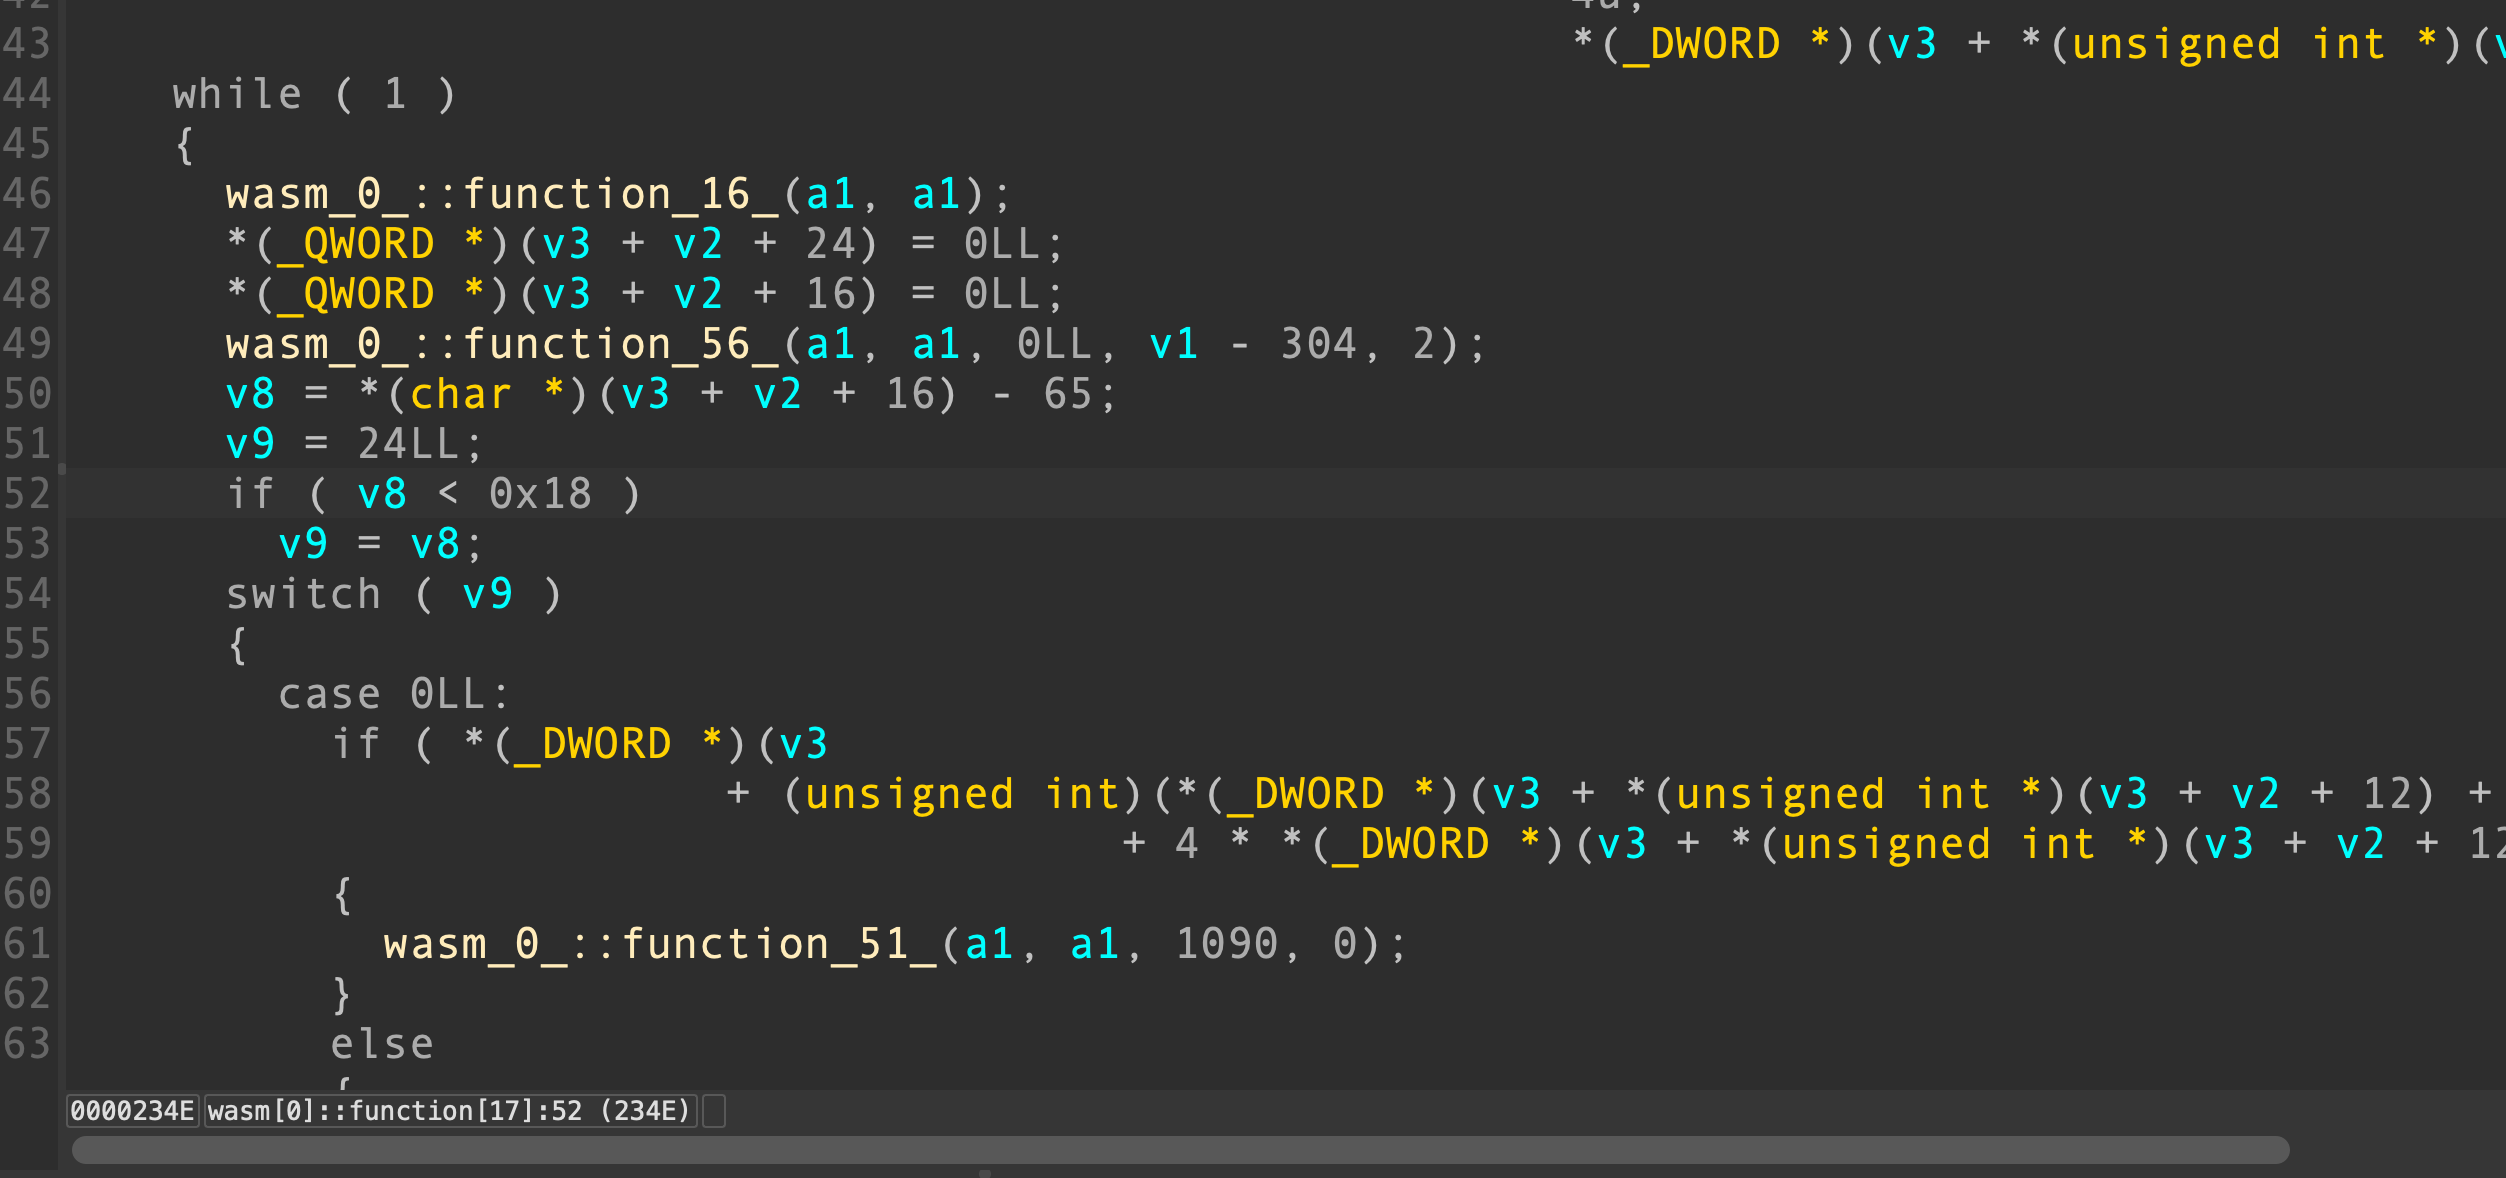 43 *(_DWORD *)(v3 + *(unsigned int *)(v
44 while ( 1 )
45 {
46 wasm_0_::function_16_(a1, a1);
47 *(_QWORD *)(v3 + v2 + 24) = 0LL;
48 *(_QWORD *)(v3 + v2 + 16) = 0LL;
49 wasm_0_::function_56_(a1, a1, 0LL, v1 - 304, 2);
50 v8 = *(char *)(v3 + v2 + 16) - 65;
51 v9 = 24LL;
52 if ( v8 < 0x18 )
53 v9 = v8;
54 switch ( v9 )
55 {
56 case 0LL:
57 if ( *(_DWORD *)(v3
58 + (unsigned int)(*(_DWORD *)(v3 + *(unsigned int *)(v3 + v2 + 12) +
59 + 4 * *(_DWORD *)(v3 + *(unsigned int *)(v3 + v2 + 12
60 {
61 wasm_0_::function_51_(a1, a1, 1090, 0);
62 }
63 else
{
0000234E wasm[0]::function[17]:52 (234E)